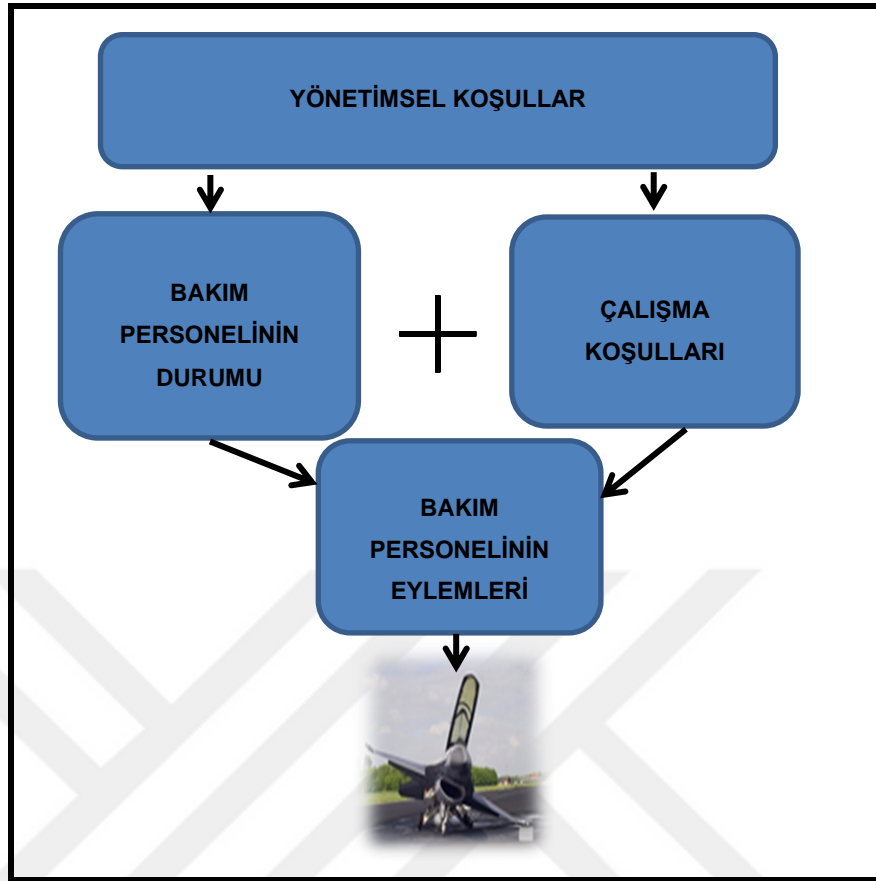 YÖNETİMSEL KOŞULLAR
BAKIM
PERSONELİNİN
DURUMU
ÇALIŞMA
KOŞULLARI
BAKIM
PERSONELİNİN
EYLEMLERİ